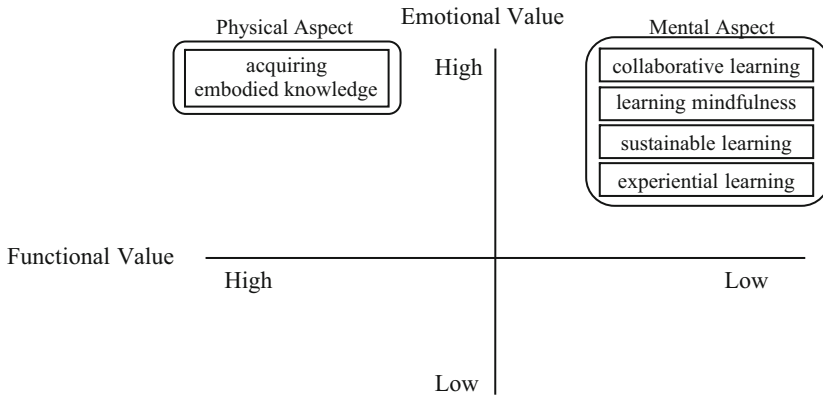 Emotional Value
Physical Aspect
Mental Aspect
acquiring
embodied knowledge
High
collaborative learning
learning mindfulness
sustainable learning
experiential learning
Functional Value
High
Low
Low